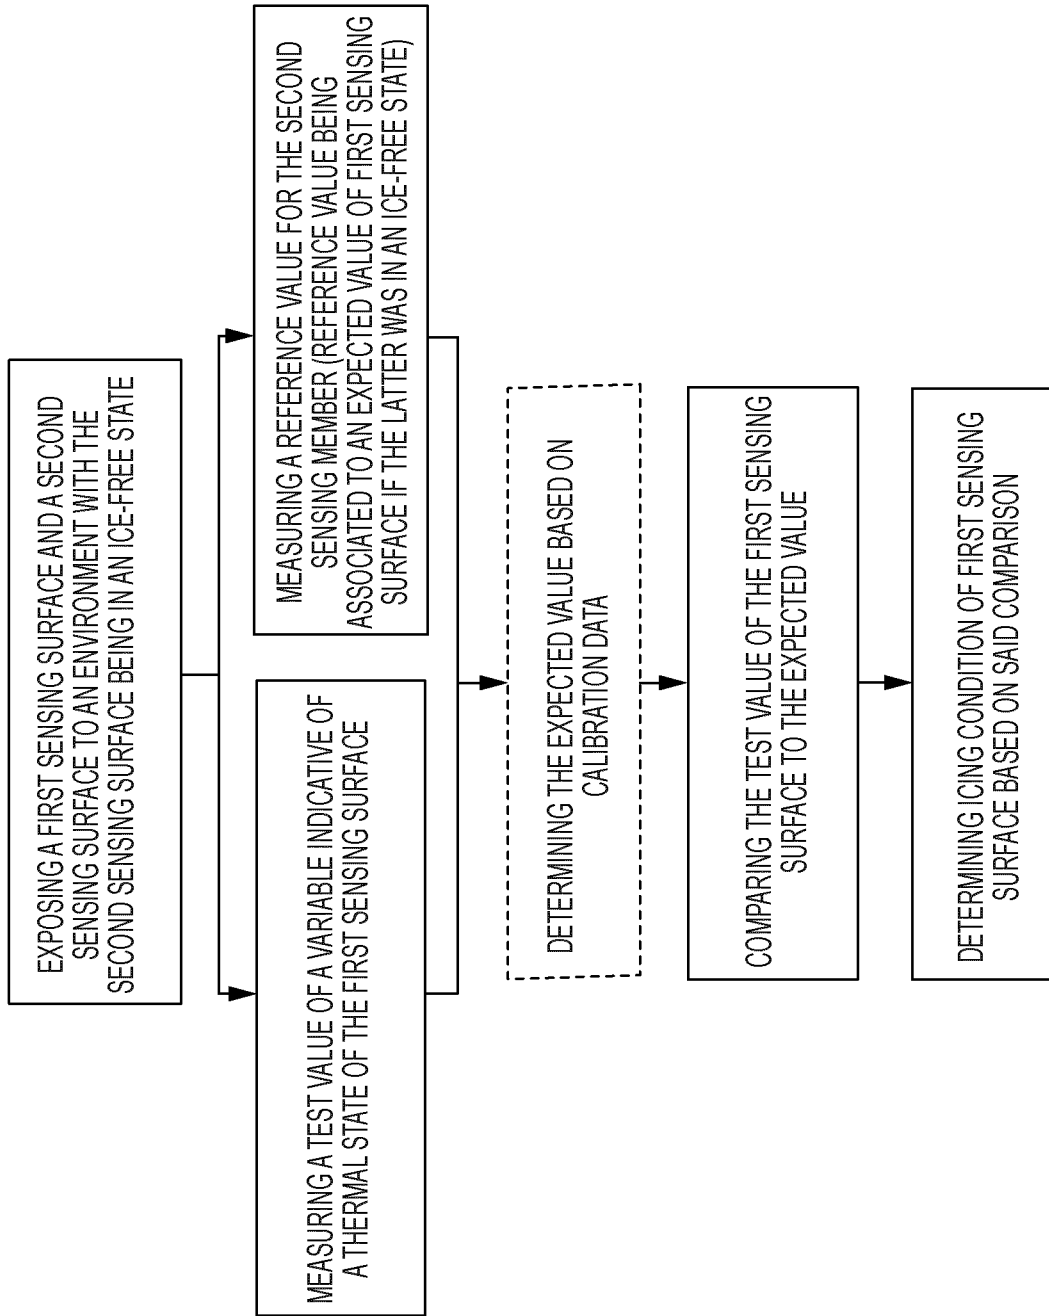 EXPOSING A FIRST SENSING SURFACE AND A SECOND
SENSING SURFACE TO AN ENVIRONMENT WITH THE
SECOND SENSING SURFACE BEING IN AN ICE-FREE STATE
MEASURING A TEST VALUE OF A VARIABLE INDICATIVE OF
A THERMAL STATE OF THE FIRST SENSING SURFACE
MEASURING A REFERENCE VALUE FOR THE SECOND
SENSING MEMBER (REFERENCE VALUE BEING
ASSOCIATED TO AN EXPECTED VALUE OF FIRST SENSING
SURFACE IF THE LATTER WAS IN AN ICE-FREE STATE)
DETERMINING THE EXPECTED VALUE BASED ON
CALIBRATION DATA
COMPARING THE TEST VALUE OF THE FIRST SENSING
SURFACE TO THE EXPECTED VALUE
DETERMINING ICING CONDITION OF FIRST SENSING
SURFACE BASED ON SAID COMPARISON